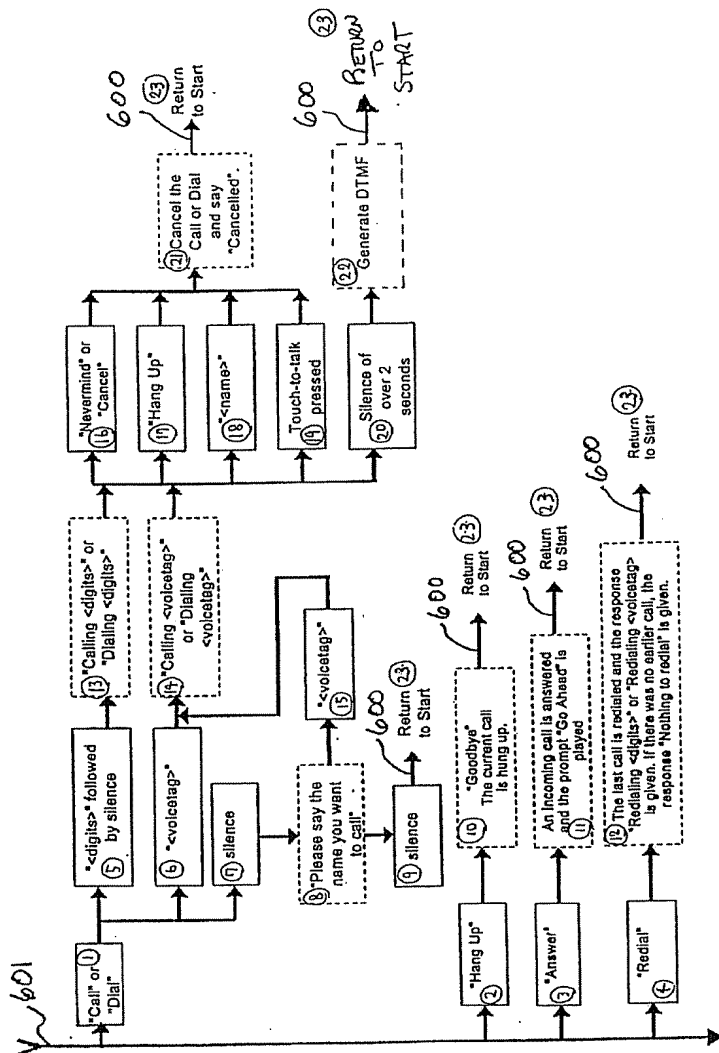 601
"Call" or ①
"Dial"
"<digits>" followed
⑤ by silence
⑥ "<voicetag>"
⑦ silence
⑬ "Calling <digits>" or
"Dialing <digits>"
⑭ "Calling <voicetag>"
or "Dialing
<voicetag>"
⑧ "Please say the
name you want
to call"
"<voicetag>"
⑮
⑨ silence
600
Return ㉓
to Start
"Nevermind" or
⑯ "Cancel"
⑰ "Hang Up"
⑱ "<name>"
Touch-to-talk
⑲ pressed
Silence of
⑳ over 2
seconds
㉑ Cancel the
Call or Dial
and say
"Cancelled".
600
㉓ Return
to Start
㉒ Generate DTMF
600
㉓
RETURN
TO
START
"Hang Up"
②
"Goodbye"
⑩ The current call
is hung up.
600
Return ㉓
to Start
"Answer"
③
An incoming call is answered
and the prompt "Go Ahead" is
⑪ played
600
Return ㉓
to Start
"Redial"
④
⑫ The last call is redialed and the response
"Redialing <digits>" or "Redialing <voicetag>
is given. If there was no earlier call, the
response "Nothing to redial" is given.
600
Return ㉓
to Start